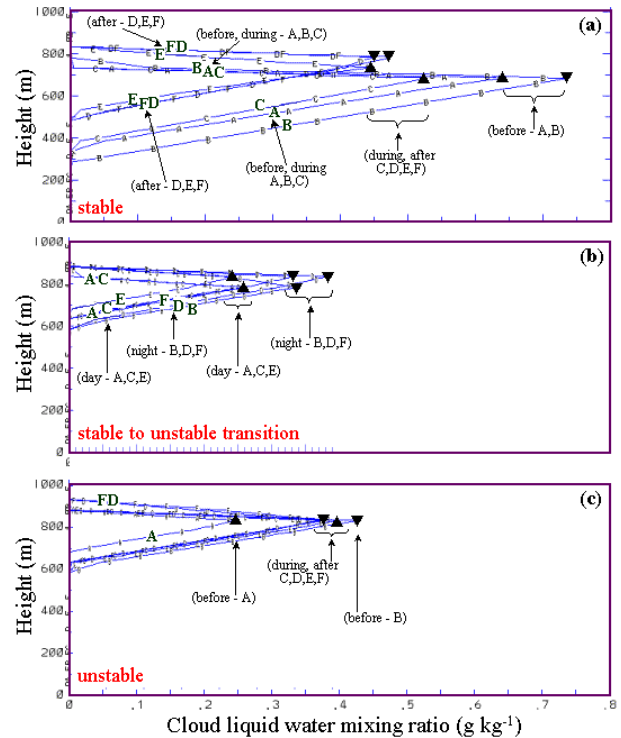 (a)
1000
800
600
400
200
0
Height (m)
(after - D,E,F)
(before, during - A,B,C)
E FD
B AC
E FD
C
A
B
(after - D,E,F)
(before, during
A,B,C)
(during, after
C,D,E,F)
(before - A,B)
stable
(b)
1000
800
600
400
200
0
Height (m)
A C
E
A C
F D B
(day - A,C,E)
(night - B,D,F)
(day - A,C,E)
(night - B,D,F)
stable to unstable transition
(c)
1000
800
600
400
200
0
Height (m)
FD
A
(before - A)
(during, after
C,D,E,F)
(before - B)
unstable
0 .1 .2 .3 .4 .5 .6 .7 .8
Cloud liquid water mixing ratio (g kg-1)